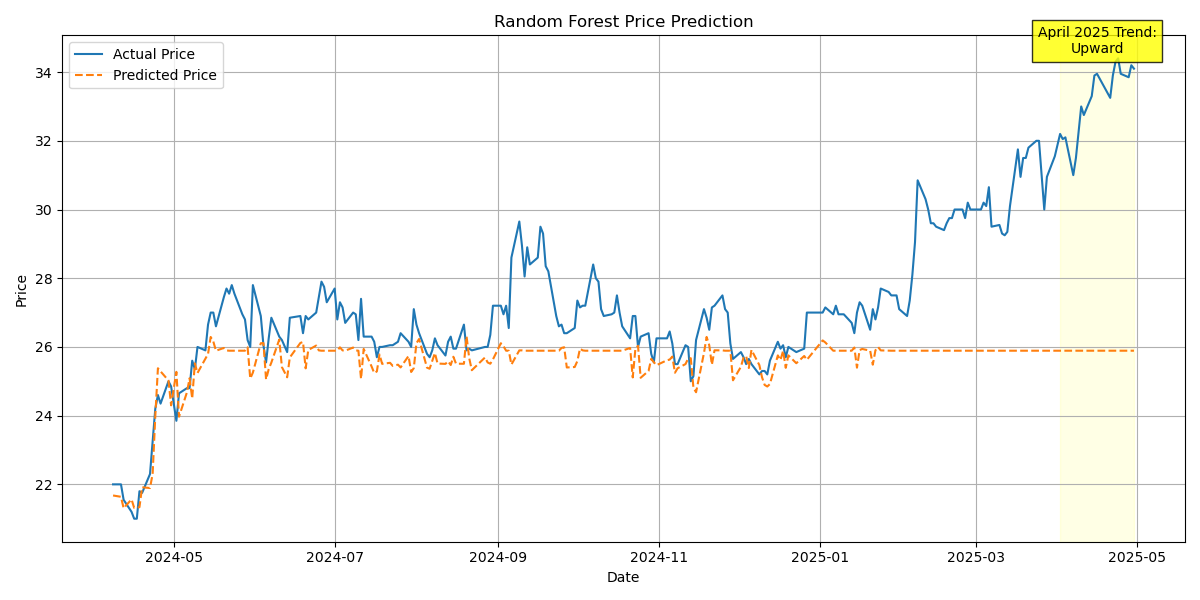 Random Forest Price Prediction
April 2025 Trend:
Upward
Actual Price
Predicted Price
Price
34
32
30
28
26
24
22
2024-05
2024-07
2024-09
2024-11
2025-01
2025-03
2025-05
Date